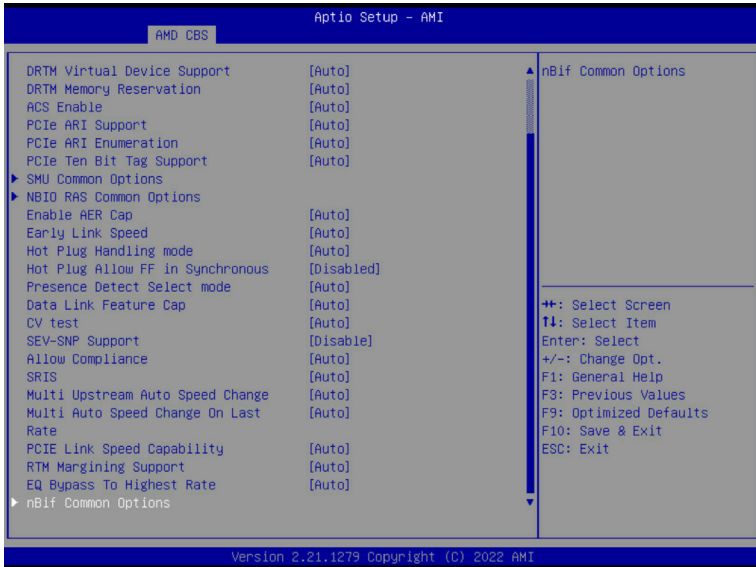 Aptio Setup - AMI
AMD CBS
DRTM Virtual Device Support [Auto]
DRTM Memory Reservation [Auto]
ACS Enable [Auto]
PCIe ARI Support [Auto]
PCIe ARI Enumeration [Auto]
PCIe Ten Bit Tag Support [Auto]
SMU Common Options
NBIO RAS Common Options
Enable AER Cap [Auto]
Early Link Speed [Auto]
Hot Plug Handling mode [Auto]
Hot Plug Allow FF in Synchronous [Disabled]
Presence Detect Select mode [Auto]
Data Link Feature Cap [Auto]
CV test [Auto]
SEV-SNP Support [Disable]
Allow Compliance [Auto]
SRIS [Auto]
Multi Upstream Auto Speed Change [Auto]
Multi Auto Speed Change On Last [Auto]
Rate
PCIE Link Speed Capability [Auto]
RTM Margining Support [Auto]
EQ Bypass To Highest Rate [Auto]
nBif Common Options
nBif Common Options
→←: Select Screen
↑↓: Select Item
Enter: Select
+/-: Change Opt.
F1: General Help
F3: Previous Values
F9: Optimized Defaults
F10: Save & Exit
ESC: Exit
Version 2.21.1279 Copyright (C) 2022 AMI